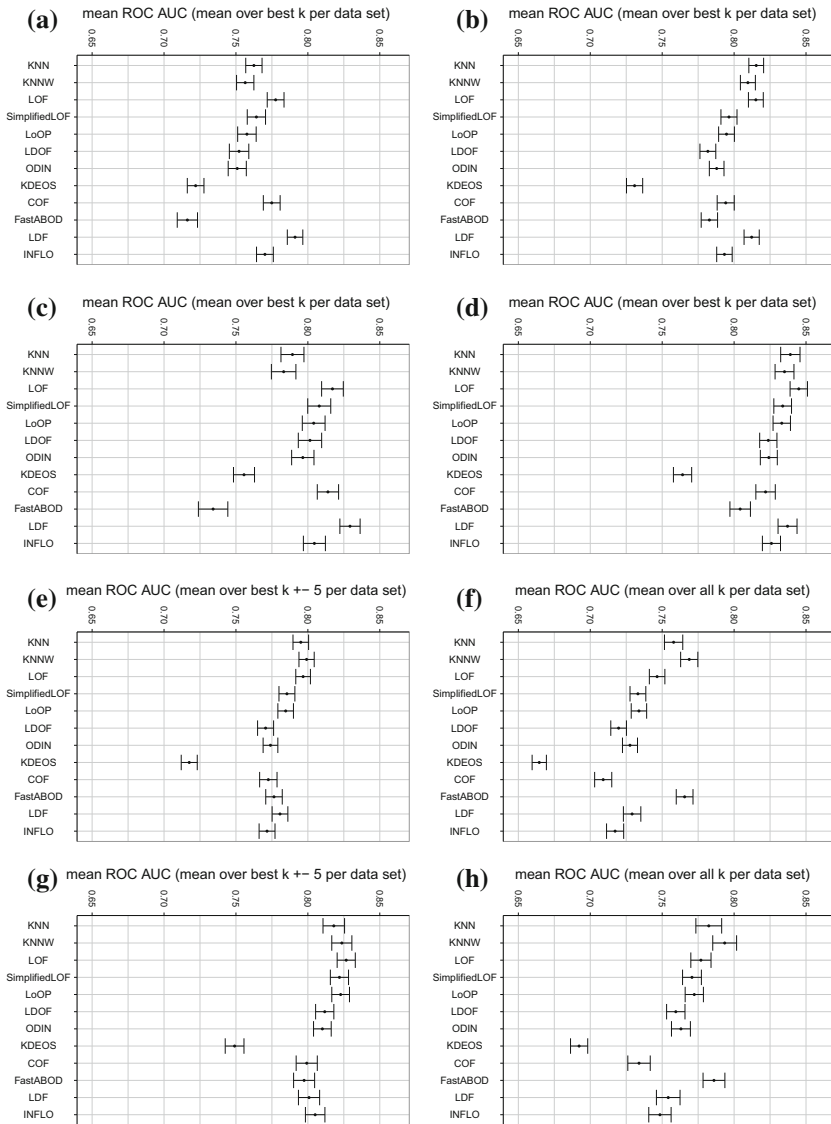 (a) mean ROC AUC (mean over best k per data set)
0.65 0.70 0.75 0.80 0.85
KNN
KNNW
LOF
SimplifiedLOF
LoOP
LDOF
ODIN
KDEOS
COF
FastABOD
LDF
INFLO
(b) mean ROC AUC (mean over best k per data set)
0.65 0.70 0.75 0.80 0.85
KNN
KNNW
LOF
SimplifiedLOF
LoOP
LDOF
ODIN
KDEOS
COF
FastABOD
LDF
INFLO
(c) mean ROC AUC (mean over best k per data set)
0.65 0.70 0.75 0.80 0.85
KNN
KNNW
LOF
SimplifiedLOF
LoOP
LDOF
ODIN
KDEOS
COF
FastABOD
LDF
INFLO
(d) mean ROC AUC (mean over best k per data set)
0.65 0.70 0.75 0.80 0.85
KNN
KNNW
LOF
SimplifiedLOF
LoOP
LDOF
ODIN
KDEOS
COF
FastABOD
LDF
INFLO
(e) mean ROC AUC (mean over best k +− 5 per data set)
0.65 0.70 0.75 0.80 0.85
KNN
KNNW
LOF
SimplifiedLOF
LoOP
LDOF
ODIN
KDEOS
COF
FastABOD
LDF
INFLO
(f) mean ROC AUC (mean over all k per data set)
0.65 0.70 0.75 0.80 0.85
KNN
KNNW
LOF
SimplifiedLOF
LoOP
LDOF
ODIN
KDEOS
COF
FastABOD
LDF
INFLO
(g) mean ROC AUC (mean over best k +− 5 per data set)
0.65 0.70 0.75 0.80 0.85
KNN
KNNW
LOF
SimplifiedLOF
LoOP
LDOF
ODIN
KDEOS
COF
FastABOD
LDF
INFLO
(h) mean ROC AUC (mean over all k per data set)
0.65 0.70 0.75 0.80 0.85
KNN
KNNW
LOF
SimplifiedLOF
LoOP
LDOF
ODIN
KDEOS
COF
FastABOD
LDF
INFLO